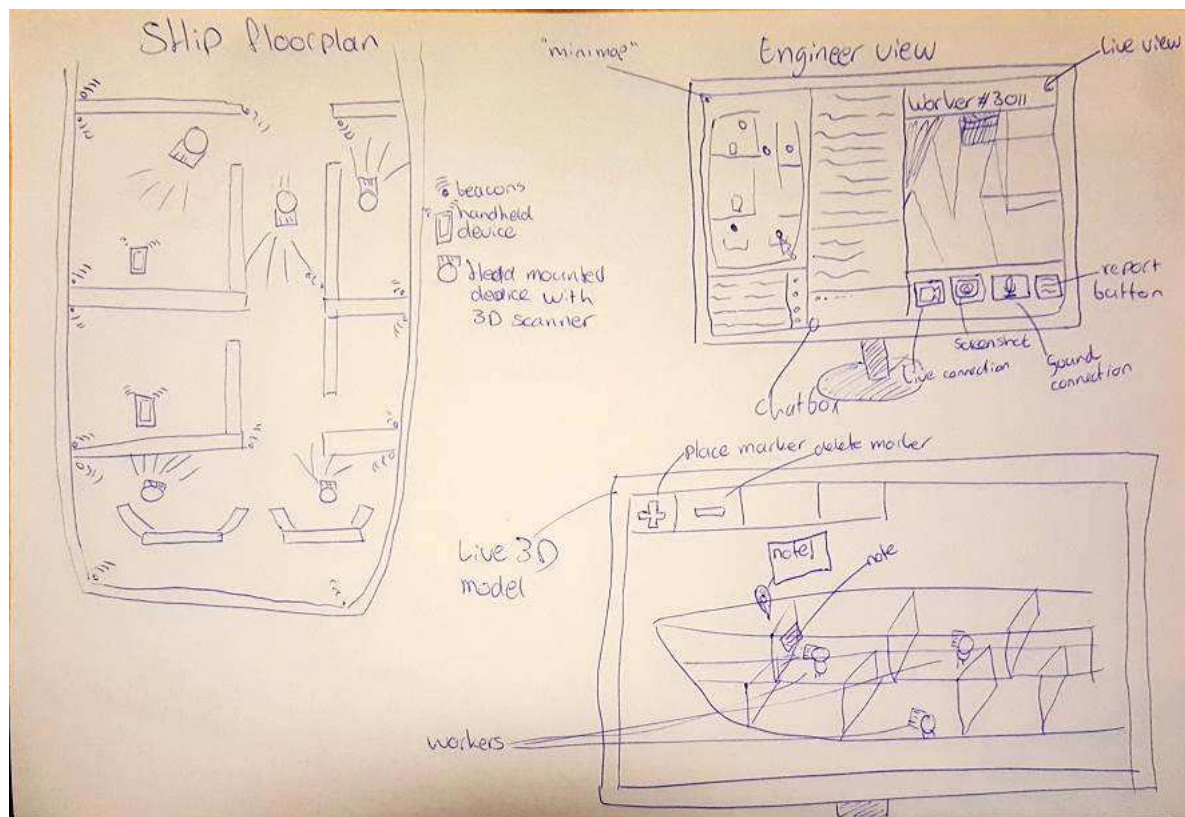 Ship floorplan
beacons
handheld
device
Head mounted
device with
3D scanner
"minimap"
Engineer view
Live view
Worker #3011
report
button
Screenshot
Live connection
Sound
connection
Chatbox
place marker
delete marker
Live 3D
model
note
note
workers